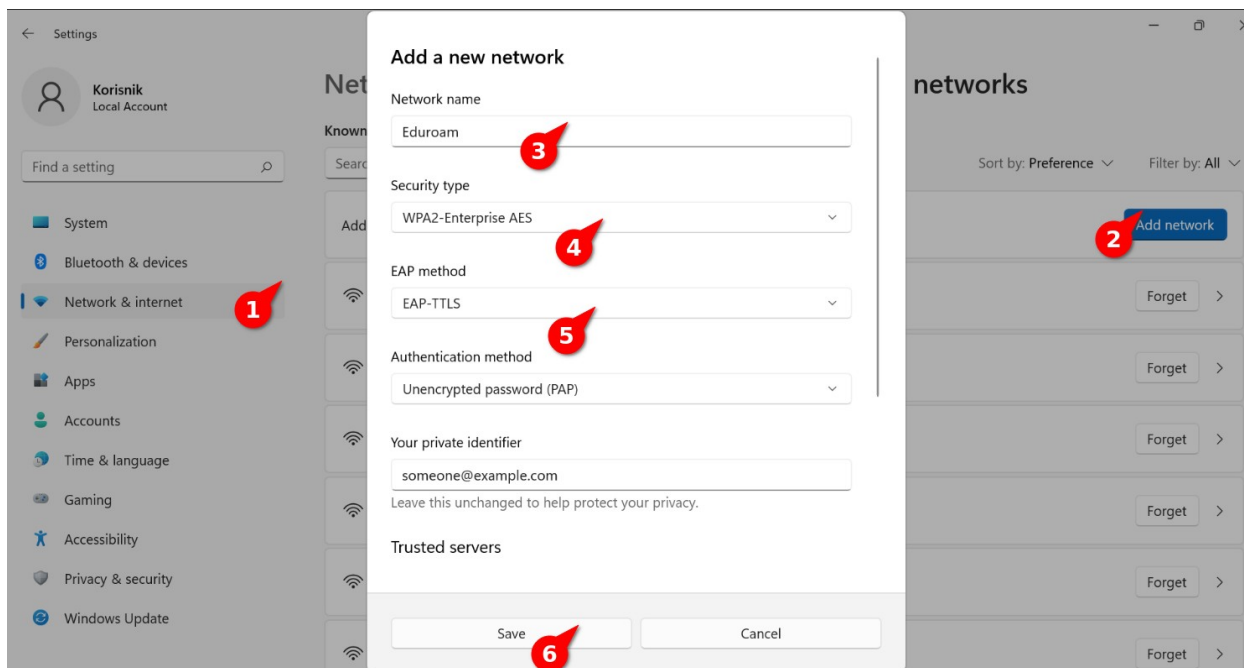 Settings
Korisnik
Local Account
Find a setting
System
Bluetooth & devices
Network & internet
1
Personalization
Apps
Accounts
Time & language
Gaming
Accessibility
Privacy & security
Windows Update
Net
networks
Known
Searc
Sort by: Preference
Filter by: All
Add
Add network
2
Forget
Forget
Forget
Forget
Forget
Forget
Add a new network
Network name
Eduroam
3
Security type
WPA2-Enterprise AES
4
EAP method
EAP-TTLS
5
Authentication method
Unencrypted password (PAP)
Your private identifier
someone@example.com
Leave this unchanged to help protect your privacy.
Trusted servers
Save
Cancel
6